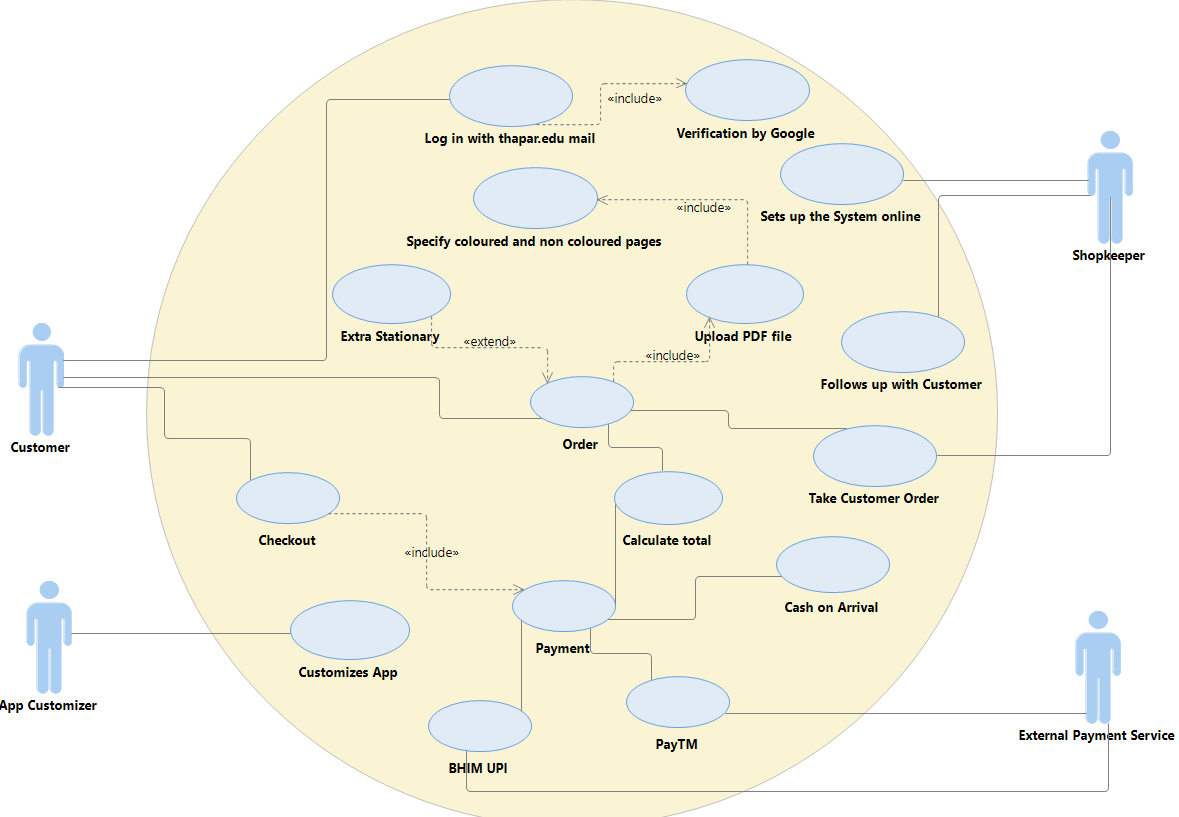 «include»
Log in with thapar.edu mail
Verification by Google
«include»
Sets up the System online
Specify coloured and non coloured pages
Shopkeeper
Extra Stationary
«extend»
Upload PDF file
«include»
Follows up with Customer
Customer
Order
Take Customer Order
Checkout
Calculate total
«include»
Cash on Arrival
Payment
Customizes App
App Customizer
External Payment Service
PayTM
BHIM UPI